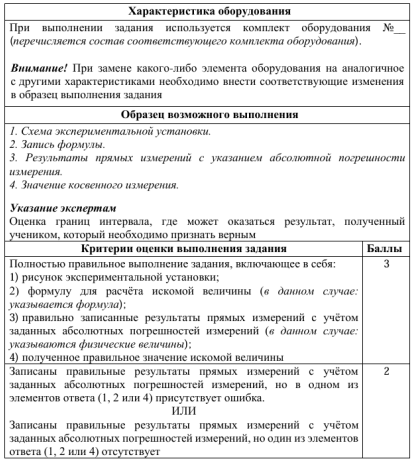 Характеристика оборудования
При выполнении задания используется комплект оборудования №__
(перечисляется состав соответствующего комплекта оборудования).
Внимание! При замене какого-либо элемента оборудования на аналогичное
с другими характеристиками необходимо внести соответствующие изменения
в образец выполнения задания
Образец возможного выполнения
1. Схема экспериментальной установки.
2. Запись формулы.
3. Результаты прямых измерений с указанием абсолютной погрешности
измерения.
4. Значение косвенного измерения.
Указание экспертам
Оценка границ интервала, где может оказаться результат, полученный
учеником, который необходимо признать верным
Критерии оценки выполнения задания Баллы
Полностью правильное выполнение задания, включающее в себя: 3
1) рисунок экспериментальной установки;
2) формулу для расчёта искомой величины (в данном случае:
указывается формула);
3) правильно записанные результаты прямых измерений с учётом
заданных абсолютных погрешностей измерений (в данном случае:
указываются физические величины);
4) полученное правильное значение искомой величины
Записаны правильные результаты прямых измерений с учётом 2
заданных абсолютных погрешностей измерений, но в одном из
элементов ответа (1, 2 или 4) присутствует ошибка.
ИЛИ
Записаны правильные результаты прямых измерений с учётом
заданных абсолютных погрешностей измерений, но один из элементов
ответа (1, 2 или 4) отсутствует